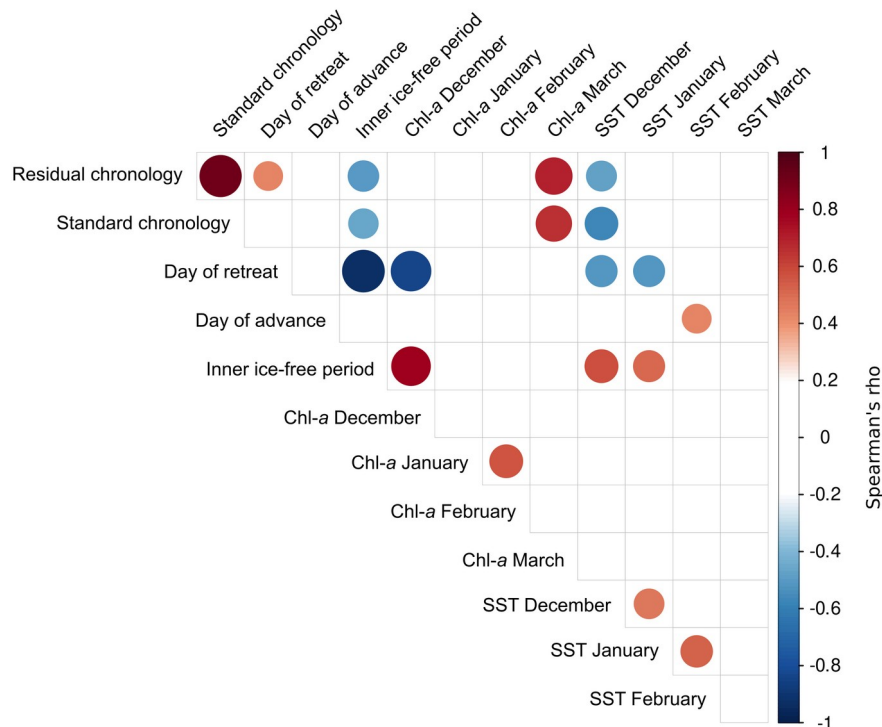 Standard chronology
Day of retreat
Day of advance
Inner ice-free period
Chl-a December
Chl-a January
Chl-a February
Chl-a March
SST December
SST January
SST February
SST March
Residual chronology
Standard chronology
Day of retreat
Day of advance
Inner ice-free period
Chl-a December
Chl-a January
Chl-a February
Chl-a March
SST December
SST January
SST February
1
0.8
0.6
0.4
0.2
0
-0.2
-0.4
-0.6
-0.8
-1
Spearman's rho